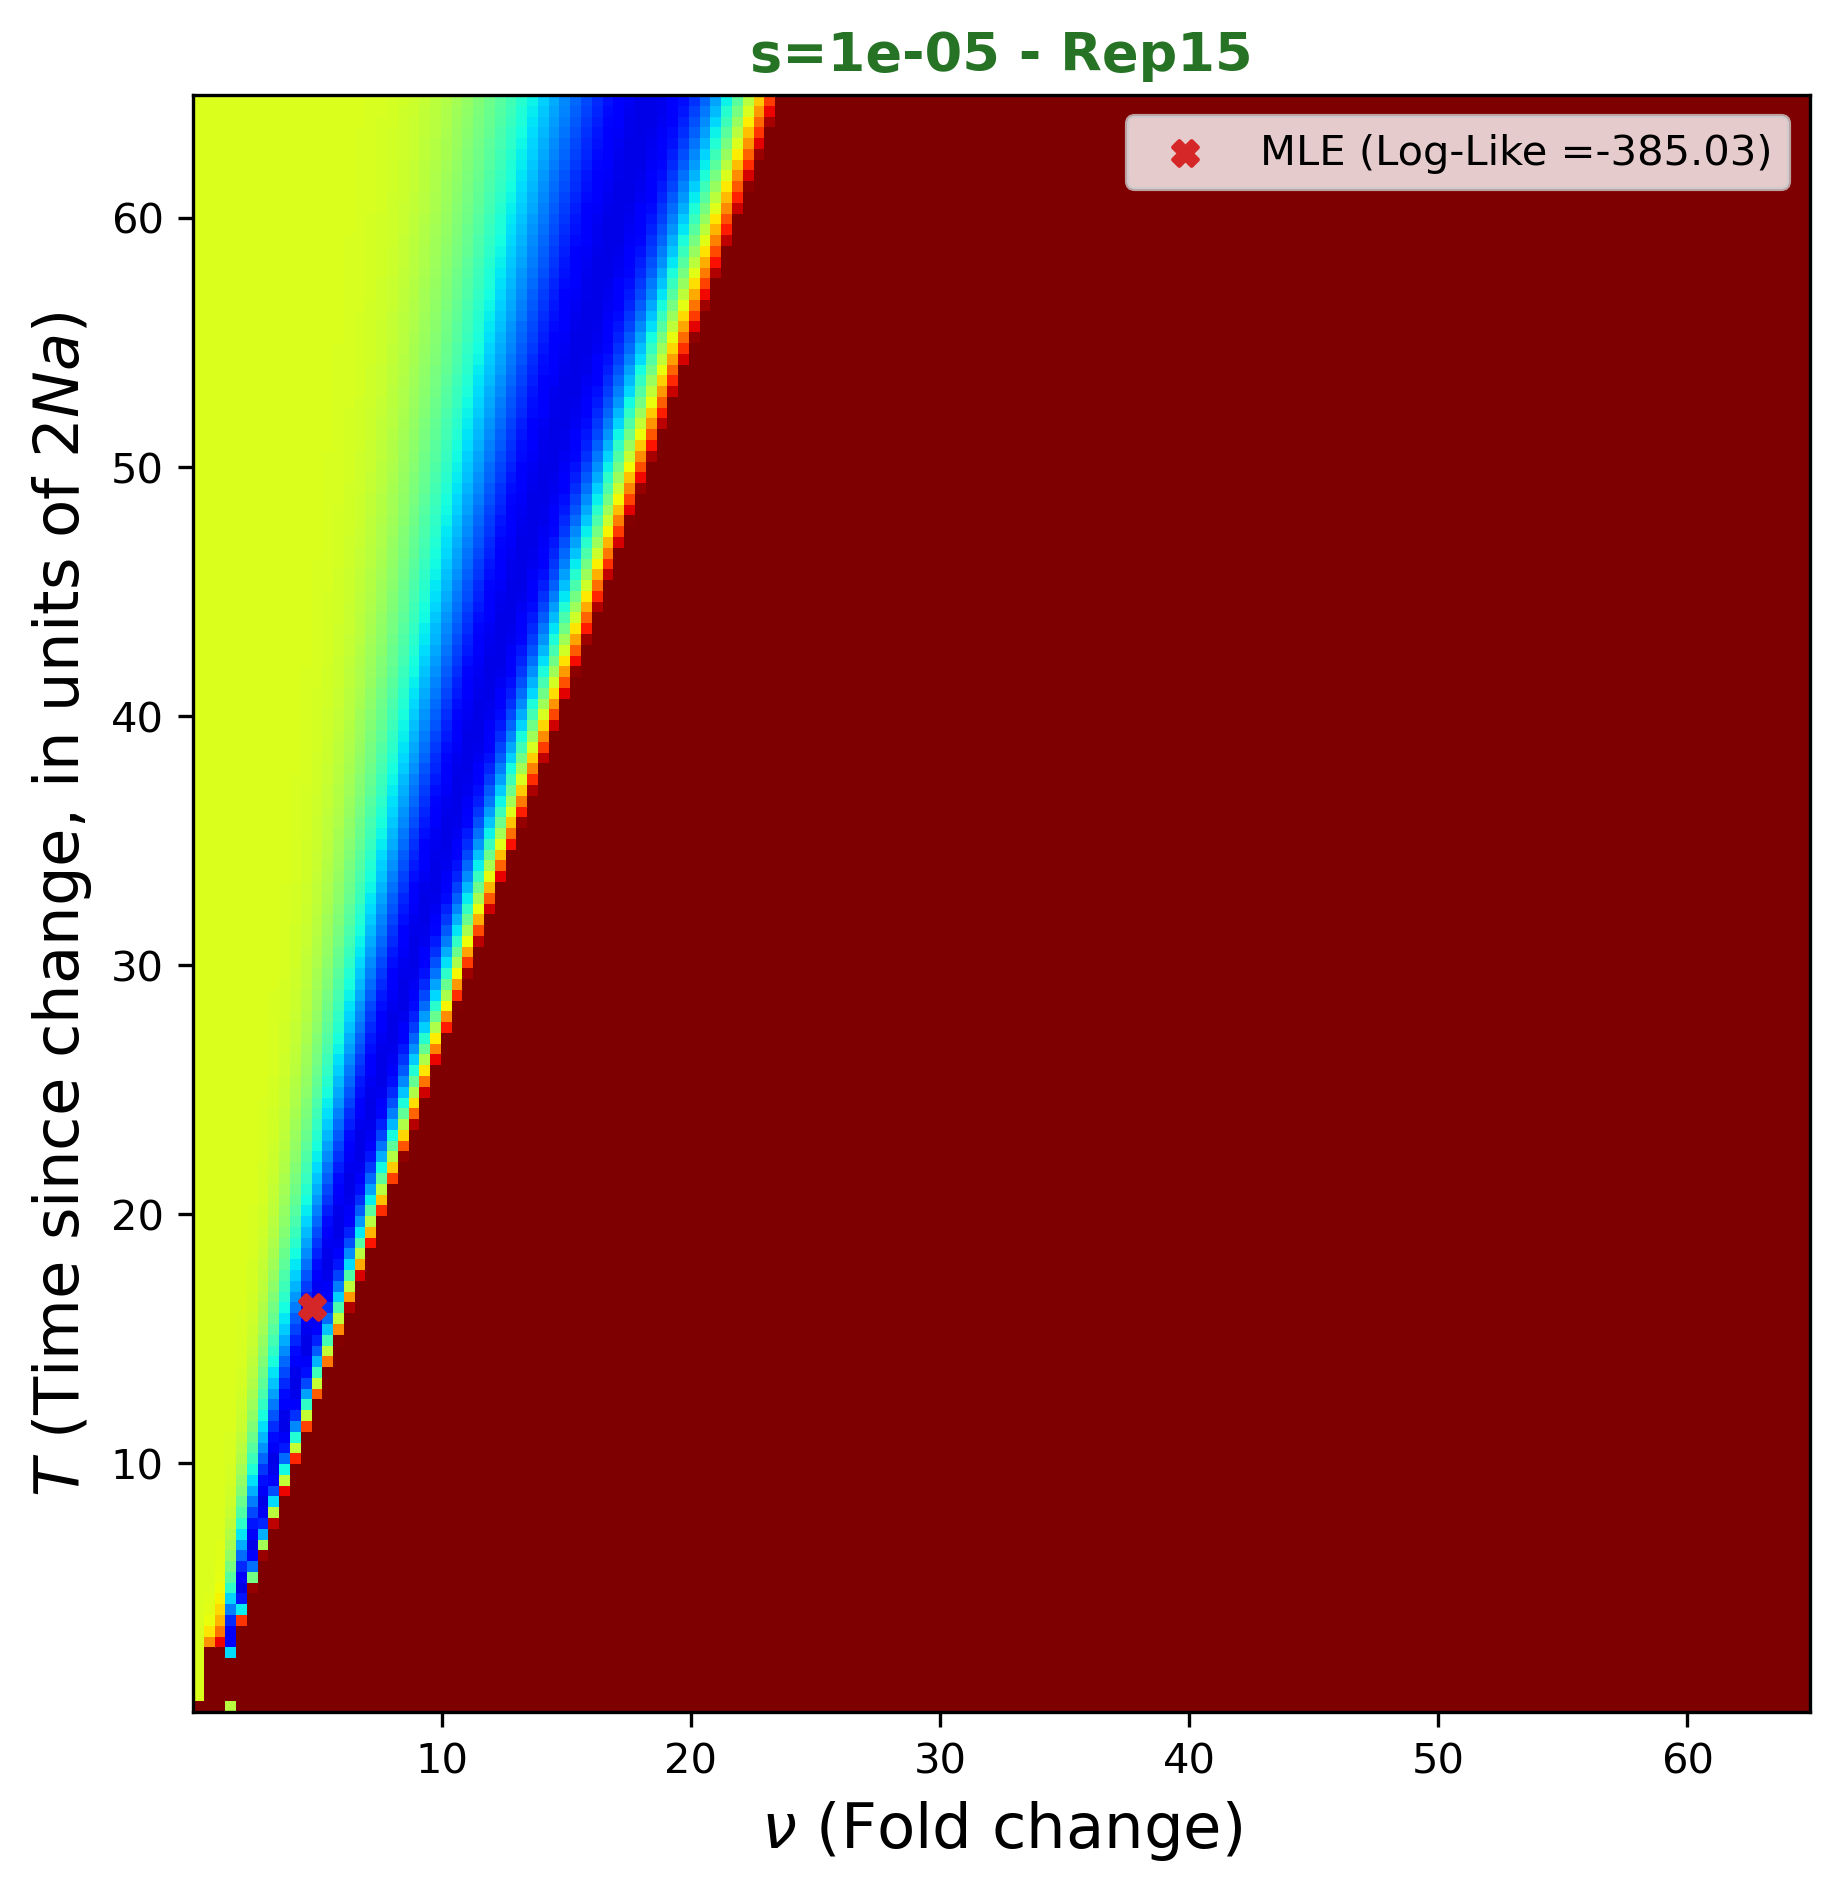 s=1e-05 - Rep15
MLE (Log-Like =-385.03)
T (Time since change, in units of 2Na)
60
50
40
30
20
10
10 20 30 40 50 60
ν (Fold change)